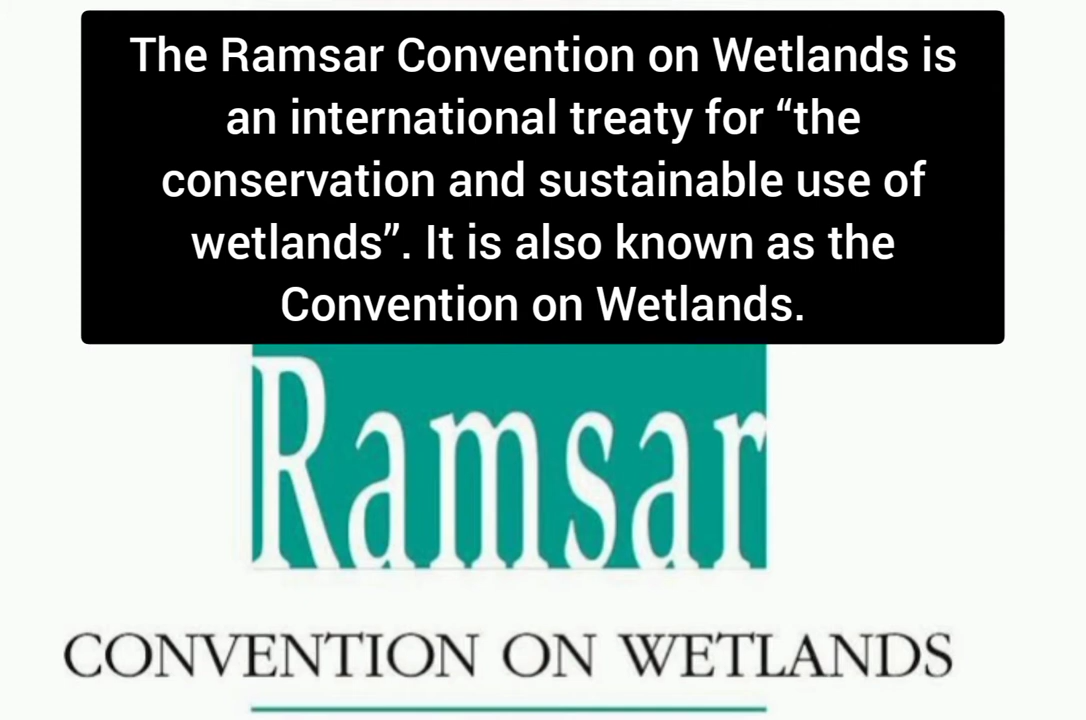 The Ramsar Convention on Wetlands is
an international treaty for “the
conservation and sustainable use of
wetlands”. It is also known as the
Convention on Wetlands.
Ramsar
CONVENTION ON WETLANDS